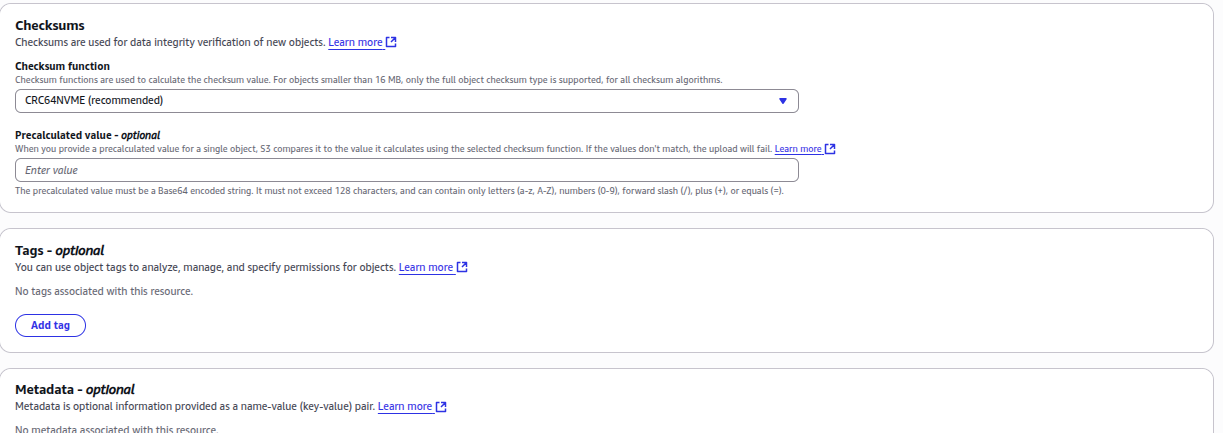 Checksums
Checksums are used for data integrity verification of new objects. Learn more
Checksum function
Checksum functions are used to calculate the checksum value. For objects smaller than 16 MB, only the full object checksum type is supported, for all checksum algorithms.
CRC64NVME (recommended)
Precalculated value - optional
When you provide a precalculated value for a single object, S3 compares it to the value it calculates using the selected checksum function. If the values don't match, the upload will fail. Learn more
Enter value
The precalculated value must be a Base64 encoded string. It must not exceed 128 characters, and can contain only letters (a-z, A-Z), numbers (0-9), forward slash (/), plus (+), or equals (=).
Tags - optional
You can use object tags to analyze, manage, and specify permissions for objects. Learn more
No tags associated with this resource.
Add tag
Metadata - optional
Metadata is optional information provided as a name-value (key-value) pair. Learn more
No metadata associated with this resource.